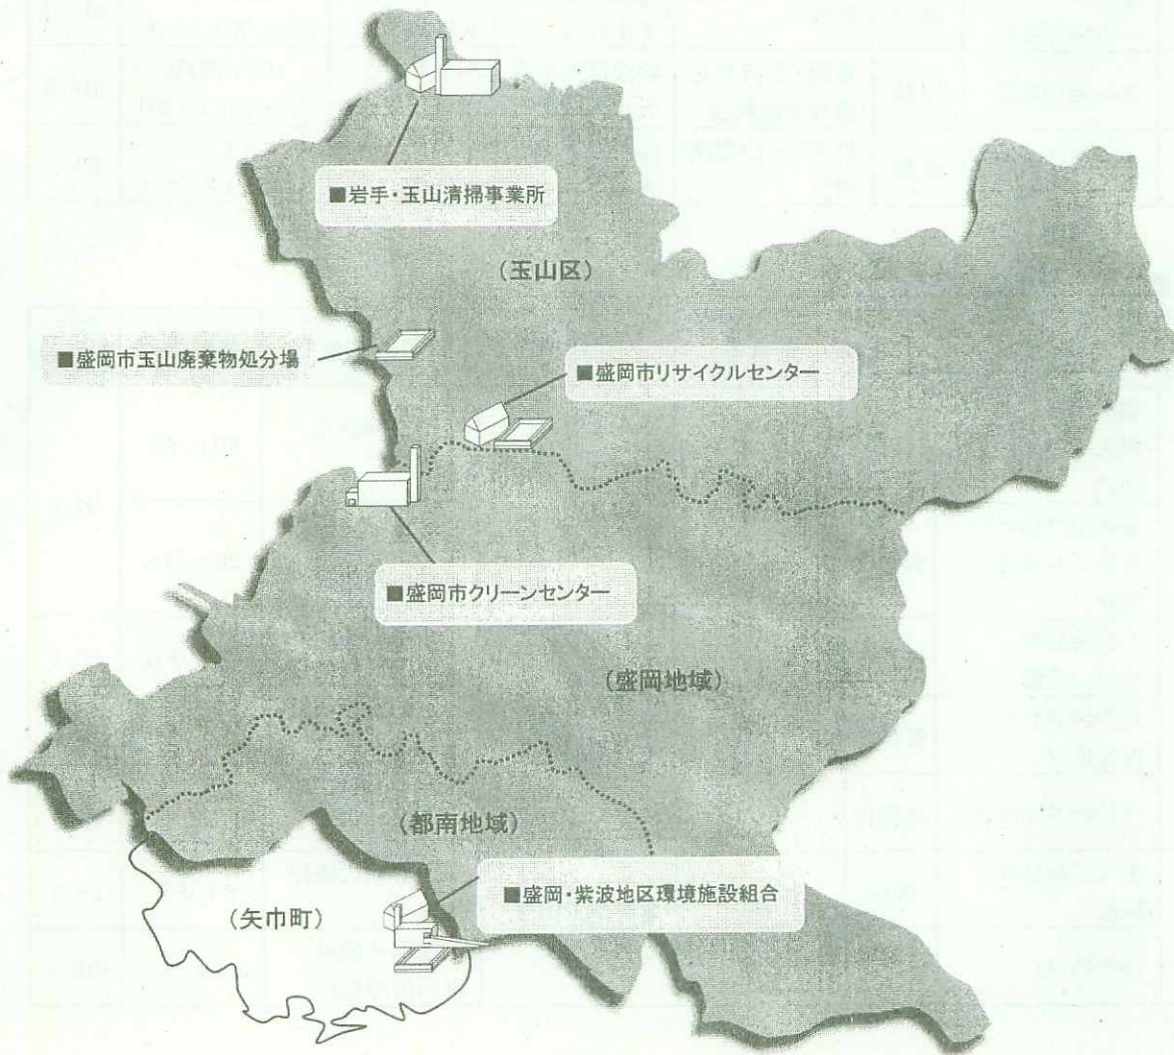 ■岩手・玉山清掃事業所
（玉山区）
■盛岡市玉山廃棄物処分場
■盛岡市リサイクルセンター
■盛岡市クリーンセンター
（盛岡地域）
（都南地域）
■盛岡・紫波地区環境施設組合
（矢巾町）